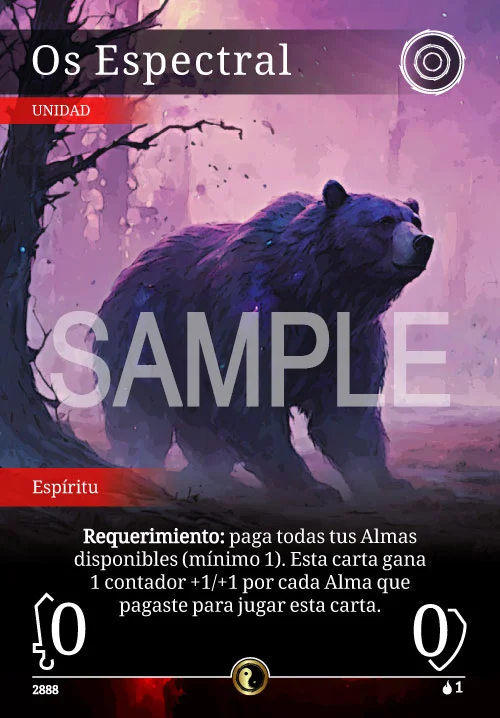 Os Espectral
UNIDAD
SAMPLE
Espíritu
Requerimiento: paga todas tus Almas
disponibles (mínimo 1). Esta carta gana
1 contador +1/+1 por cada Alma que
pagaste para jugar esta carta.
0 0
2888 1